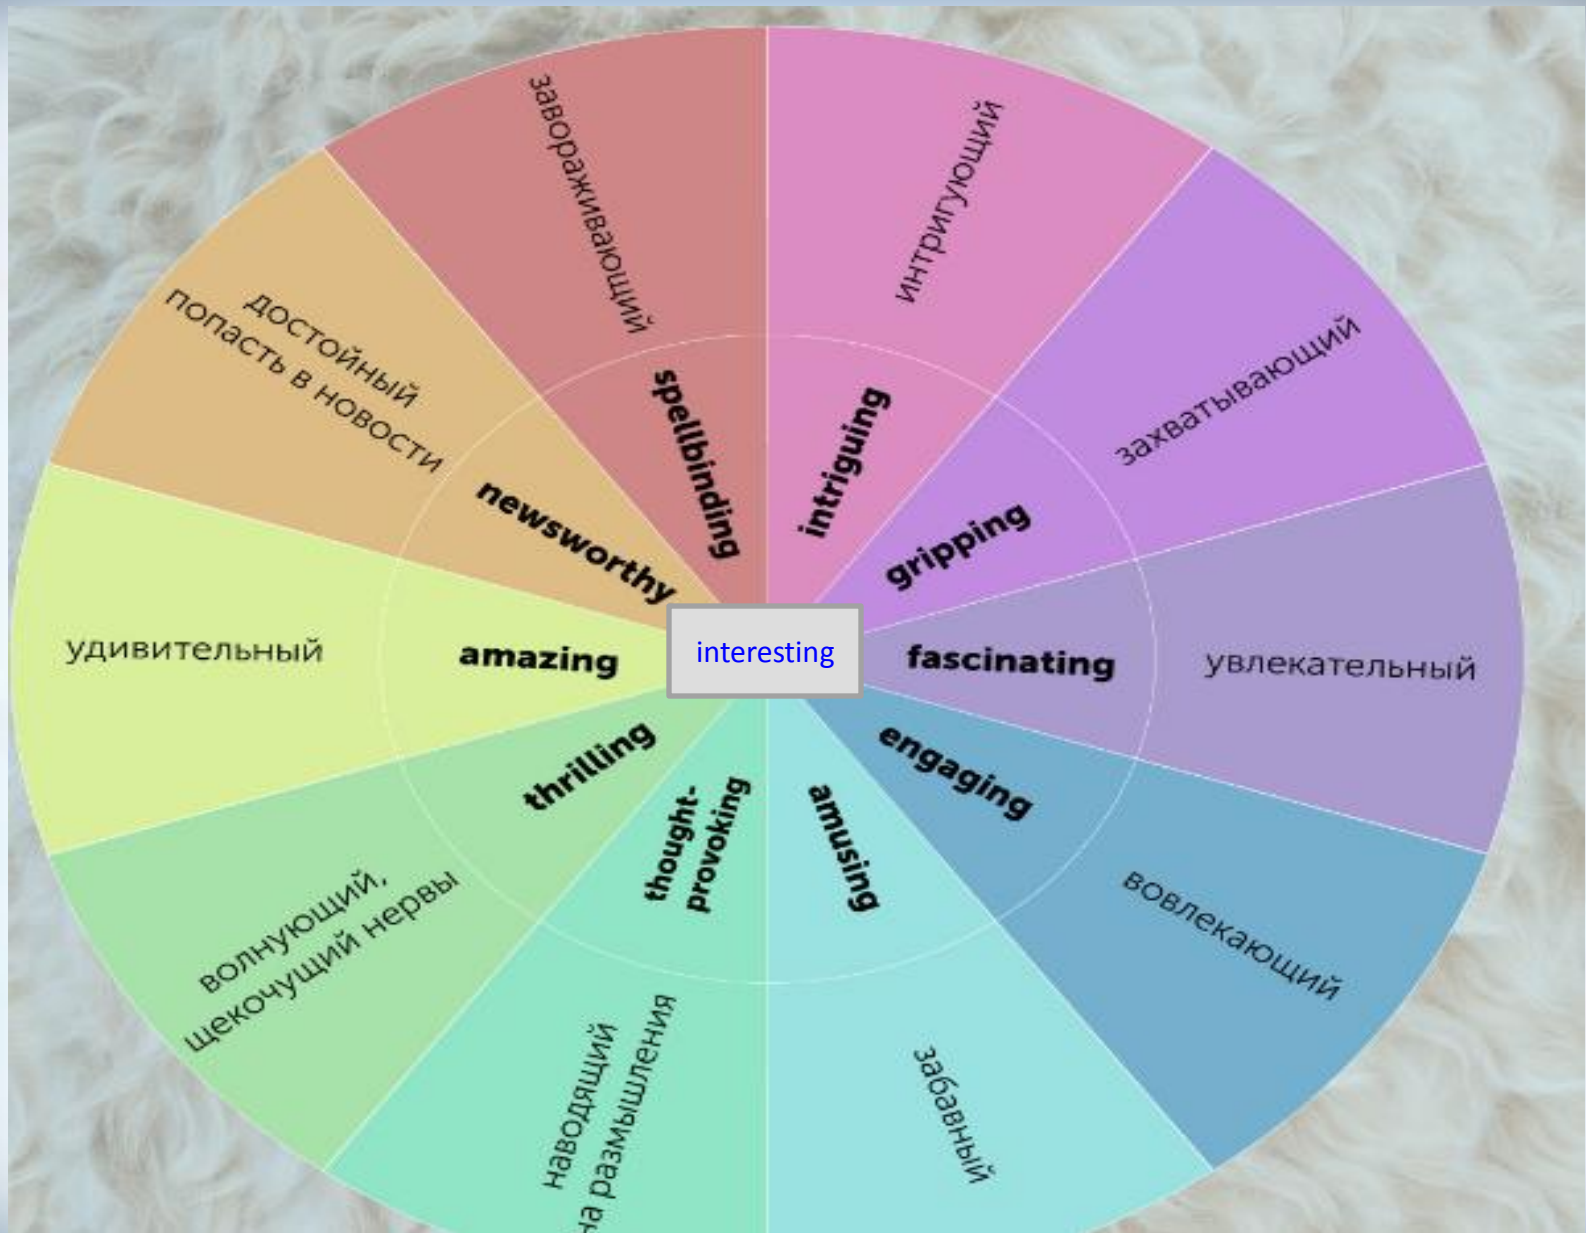 интригующий
intriguing
захватывающий
gripping
увлекательный
fascinating
вовлекающий
engaging
забавный
amusing
наводящий
на размышления
thought-
provoking
волнующий,
щекочущий нервы
thrilling
удивительный
amazing
достойный
попасть в новости
newsworthy
завораживающий
spellbinding
interesting